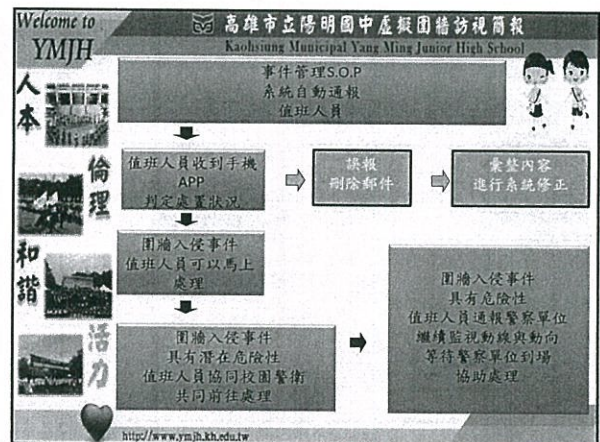 Welcome to
YMJH
高雄市立陽明國中虛擬圍牆訪視簡報
Kaohsiung Municipal Yang Ming Junior High School
人本
倫理
和諧
活力
事件管理S.O.P
系統自動通報
值班人員
值班人員收到手機
APP
判定處置狀況
誤報
刪除郵件
彙整內容
進行系統修正
圍牆入侵事件
值班人員可以馬上
處理
圍牆入侵事件
具有潛在危險性
值班人員協同校園警衛
共同前往處理
圍牆入侵事件
具有危險性
值班人員通報警察單位
繼續監視動線與動向
等待警察單位到場
協助處理
http://www.ymjh.kh.edu.tw